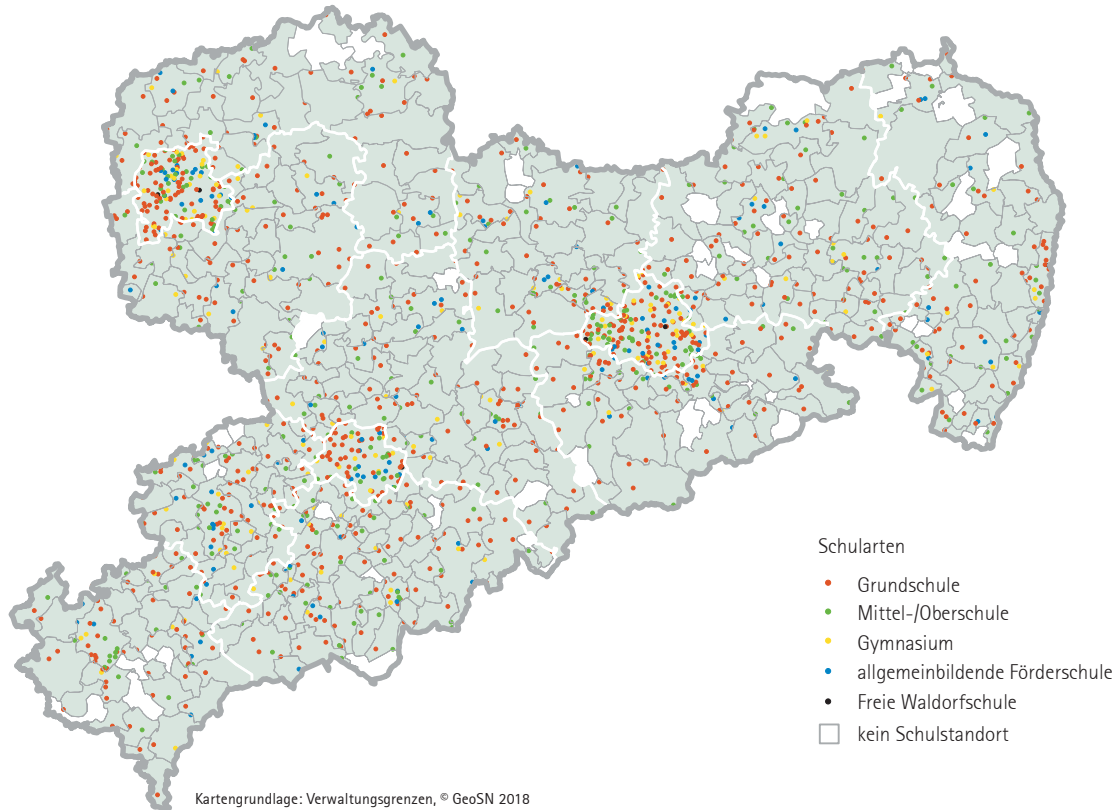 Schularten
Grundschule
Mittel-/Oberschule
Gymnasium
allgemeinbildende Förderschule
Freie Waldorfschule
kein Schulstandort
Kartengrundlage: Verwaltungsgrenzen, © GeoSN 2018